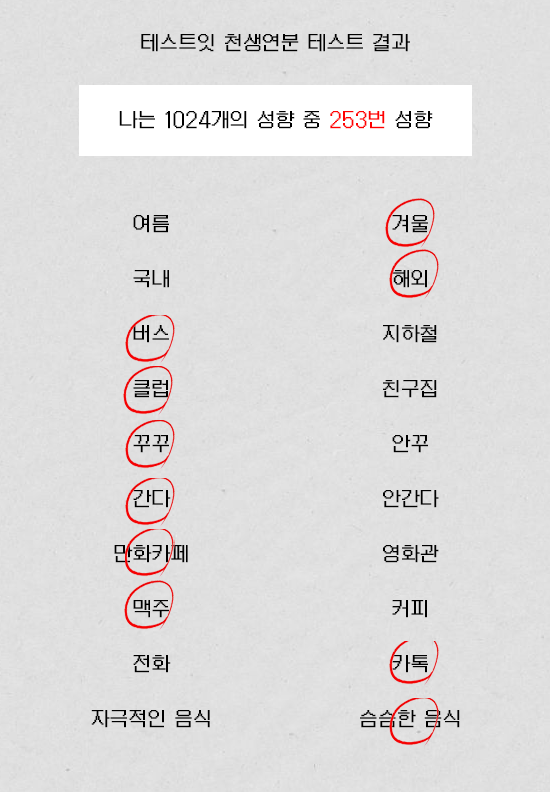 테스트잇 천생연분 테스트 결과
나는 1024개의 성향 중 253번 성향
여름 겨울
국내 해외
버스 지하철
클럽 친구집
꾸꾸 안꾸
간다 안간다
만화카페 영화관
맥주 커피
전화 카톡
자극적인 음식 슴슴한 음식